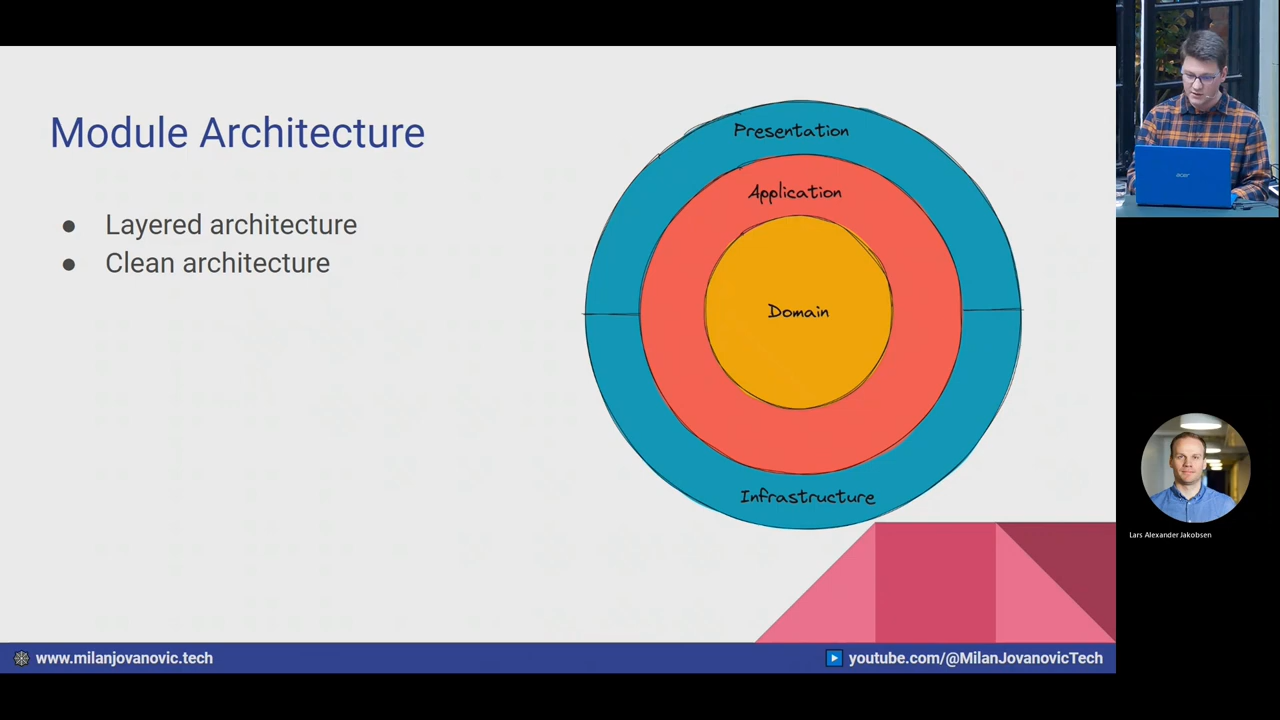 Module Architecture
Layered architecture
Clean architecture
Presentation
Application
Domain
Infrastructure
www.milanjovanovic.tech
youtube.com/@MilanJovanovicTech
acer
Lars Alexander Jakobsen